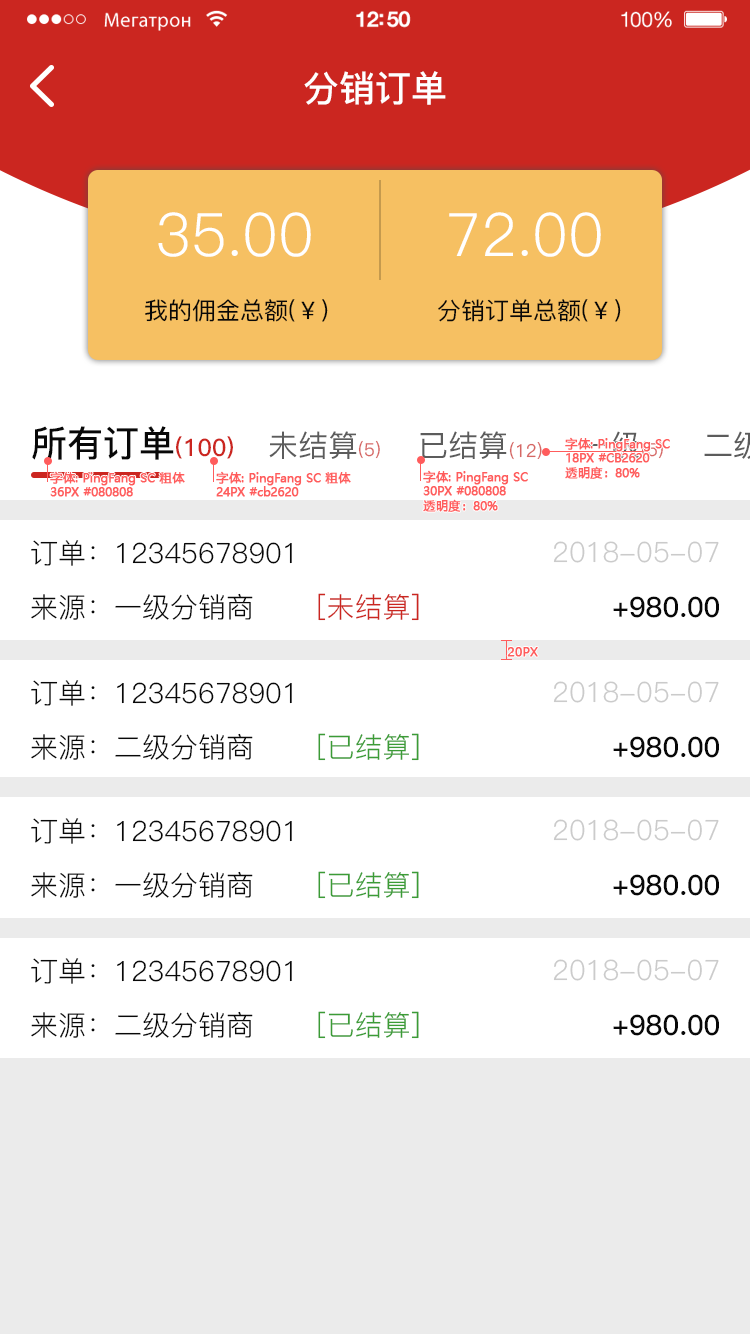 Мегатрон
12:50
100%
分销订单
35.00
72.00
我的佣金总额(￥)
分销订单总额(￥)
所有订单(100)
未结算(5)
已结算(12)
一级
二级
字体: PingFang SC 粗体
36PX #080808
字体: PingFang SC 粗体
24PX #cb2620
字体: PingFang SC
30PX #080808
透明度：80%
字体: PingFang SC
18PX #CB2620
透明度：80%
订单：12345678901
2018-05-07
来源：一级分销商
[未结算]
+980.00
20PX
订单：12345678901
2018-05-07
来源：二级分销商
[已结算]
+980.00
订单：12345678901
2018-05-07
来源：一级分销商
[已结算]
+980.00
订单：12345678901
2018-05-07
来源：二级分销商
[已结算]
+980.00